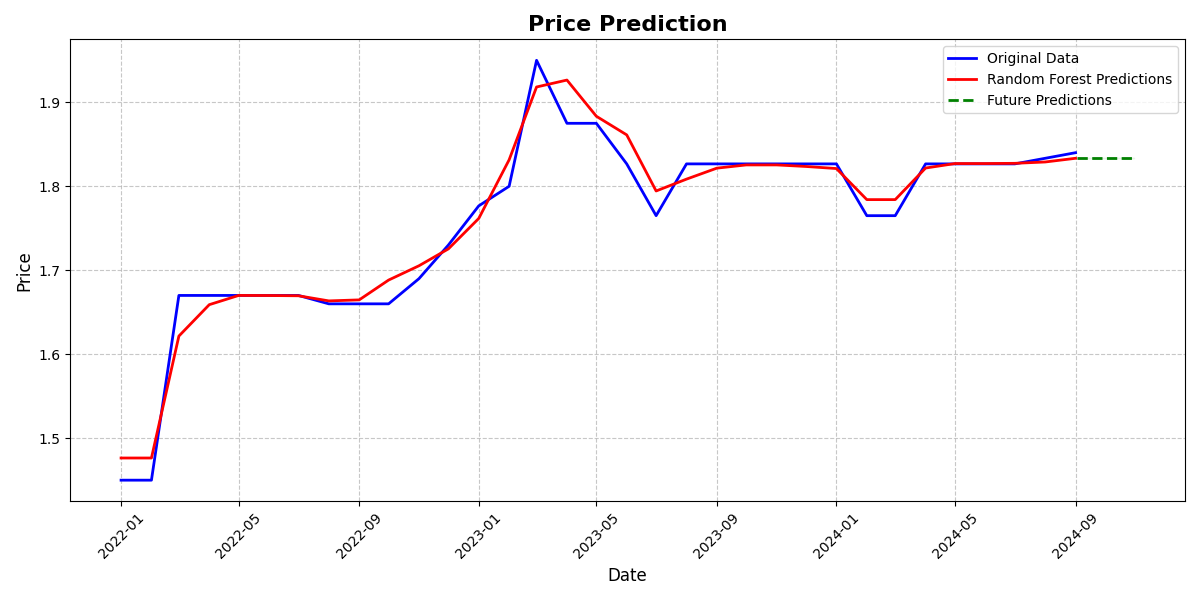 Price Prediction
Original Data
Random Forest Predictions
Future Predictions
Price
1.9
1.8
1.7
1.6
1.5
2022-01
2022-05
2022-09
2023-01
2023-05
2023-09
2024-01
2024-05
2024-09
Date